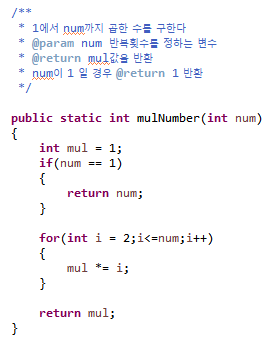 /**
 * 1에서 num까지 곱한 수를 구한다
 * @param num 반복횟수를 정하는 변수
 * @return mul값을 반환
 * num이 1 일 경우 @return 1 반환
 */
public static int mulNumber(int num)
{
    int mul = 1;
    if(num == 1)
    {
        return num;
    }
    for(int i = 2;i<=num;i++)
    {
        mul *= i;
    }
    return mul;
}